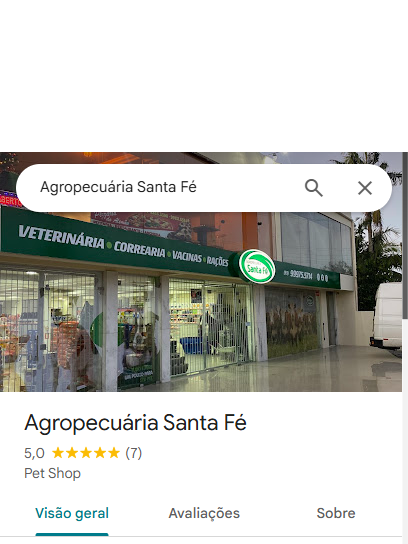 Agropecuária Santa Fé
VETERINÁRIA • CORREARIA • VACINAS • RAÇÕES
Santa Fé
Agropecuária Santa Fé
5,0 ★★★★★ (7)
Pet Shop
Visão geral Avaliações Sobre